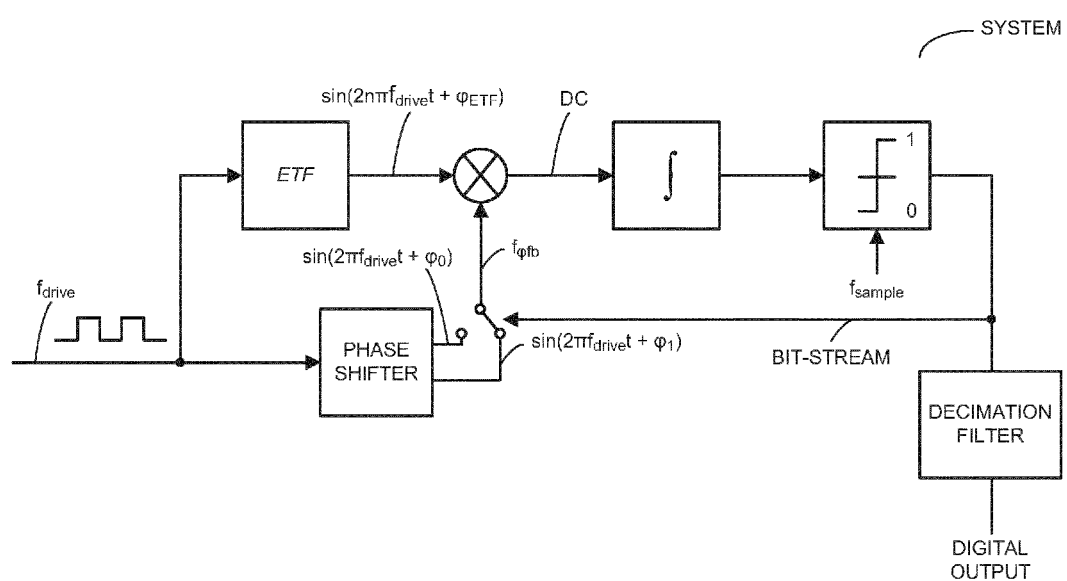 SYSTEM
sin(2nπf_drive t + φ_ETF)
DC
ETF
∫
1
0
sin(2πf_drive t + φ_0)
f_φfb
f_sample
f_drive
PHASE
SHIFTER
sin(2πf_drive t + φ_1)
BIT-STREAM
DECIMATION
FILTER
DIGITAL
OUTPUT